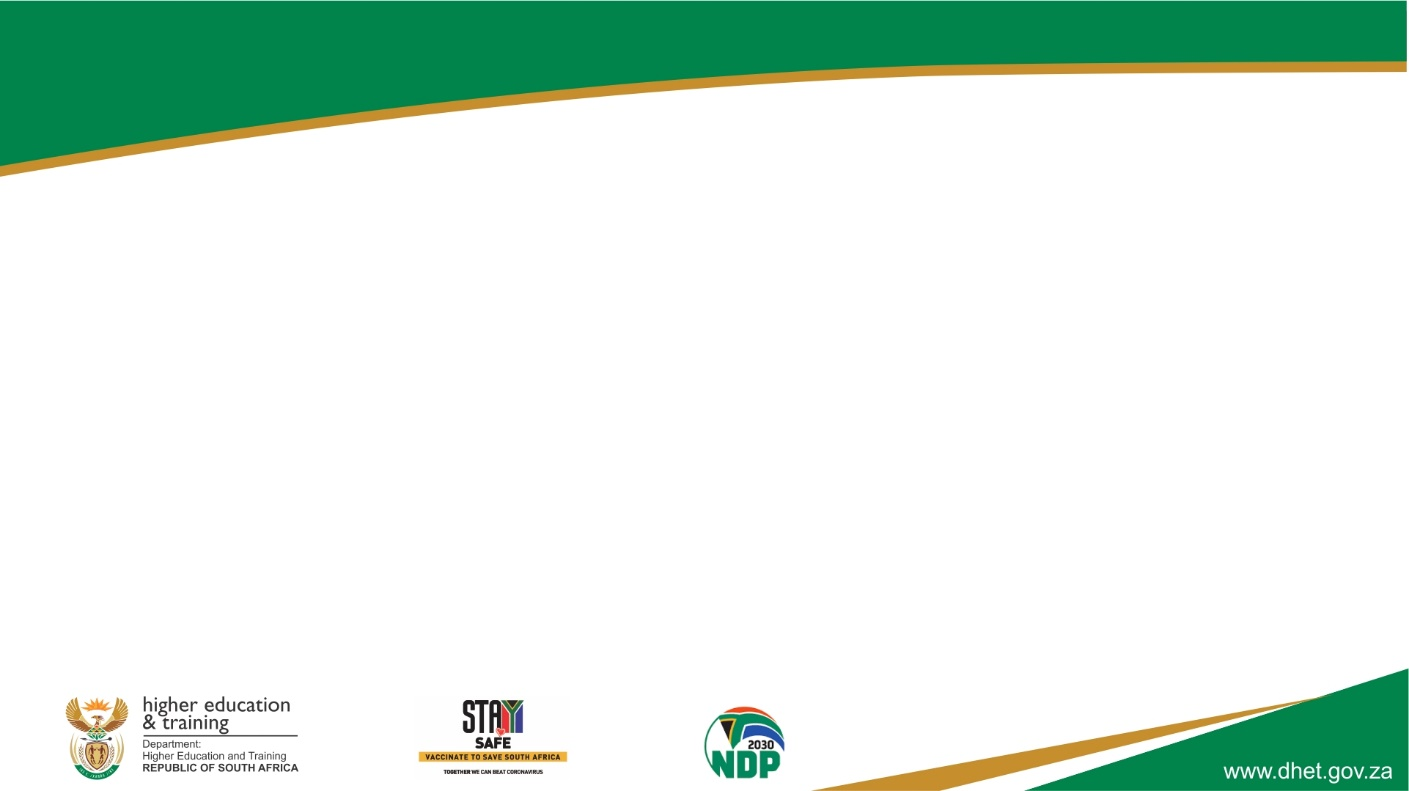 higher education
& training
Department:
Higher Education and Training
REPUBLIC OF SOUTH AFRICA
STAY
SAFE
VACCINATE TO SAVE SOUTH AFRICA
TOGETHER WE CAN BEAT CORONAVIRUS
2030
NDP
www.dhet.gov.za